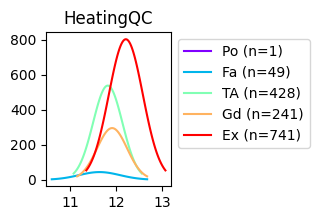 HeatingQC
800
600
400
200
0
11
12
13
Po (n=1)
Fa (n=49)
TA (n=428)
Gd (n=241)
Ex (n=741)